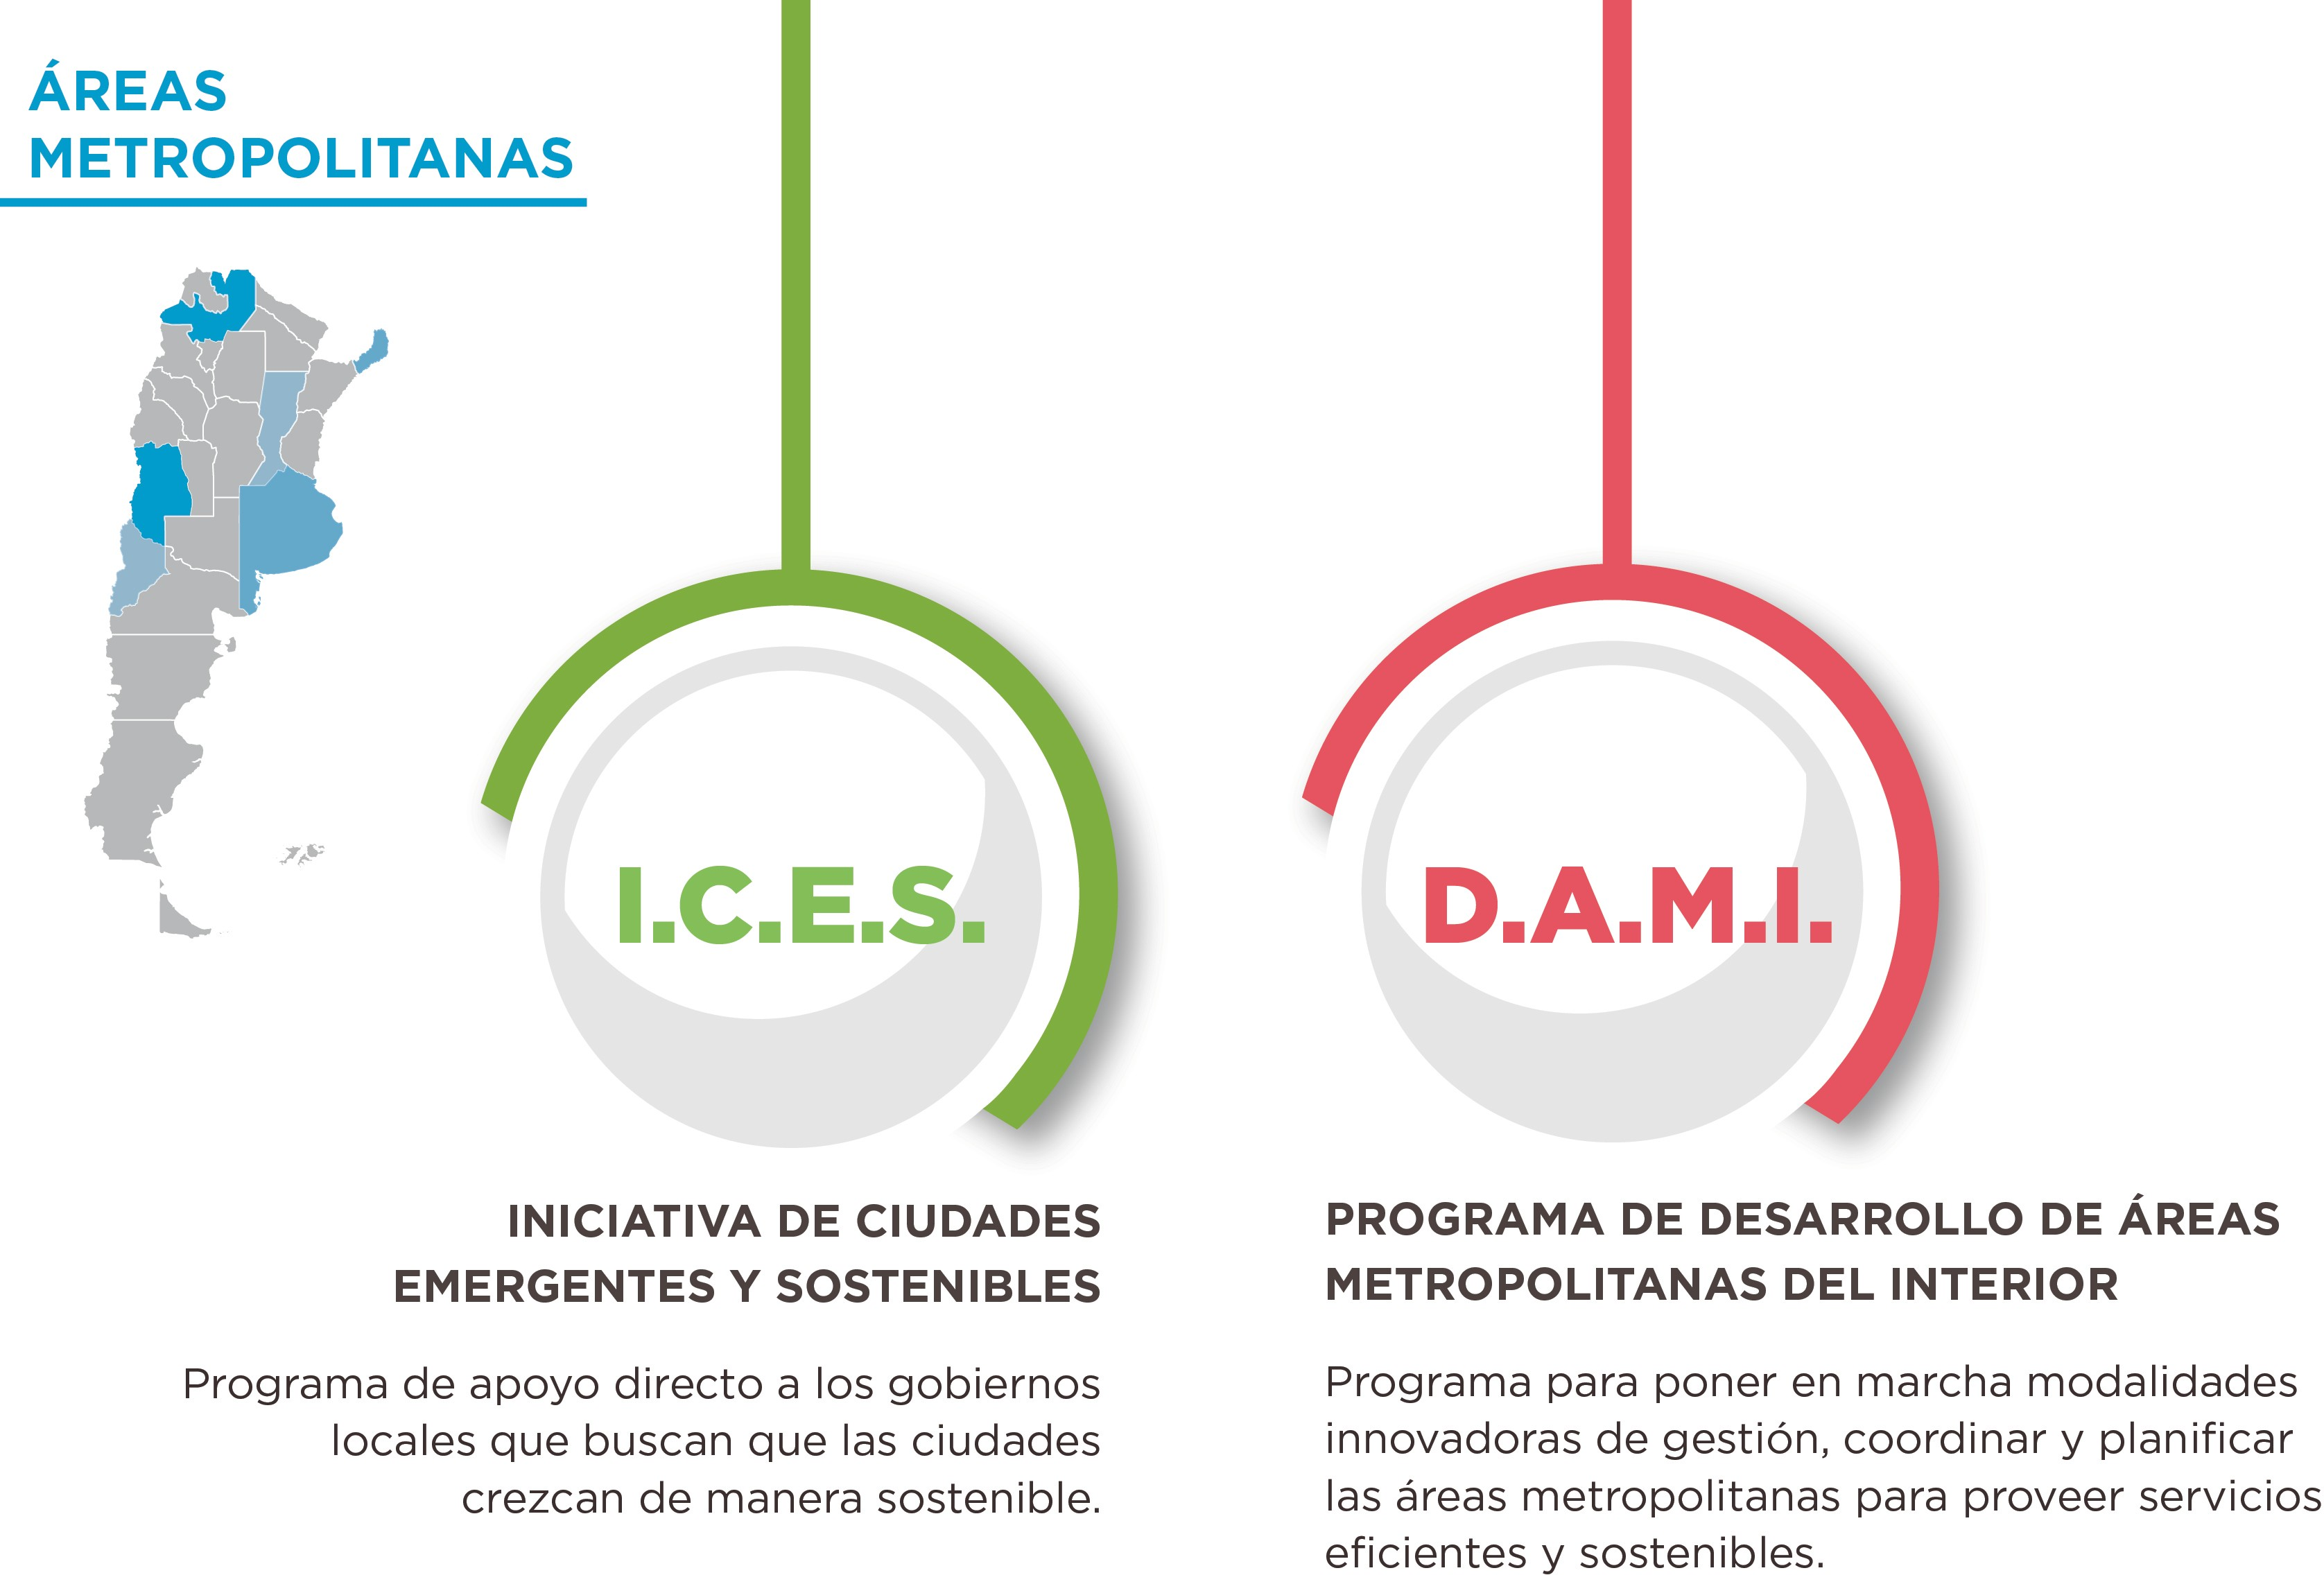 ÁREAS
METROPOLITANAS
I.C.E.S.
INICIATIVA DE CIUDADES
EMERGENTES Y SOSTENIBLES
Programa de apoyo directo a los gobiernos
locales que buscan que las ciudades
crezcan de manera sostenible.
D.A.M.I.
PROGRAMA DE DESARROLLO DE ÁREAS
METROPOLITANAS DEL INTERIOR
Programa para poner en marcha modalidades
innovadoras de gestión, coordinar y planificar
las áreas metropolitanas para proveer servicios
eficientes y sostenibles.